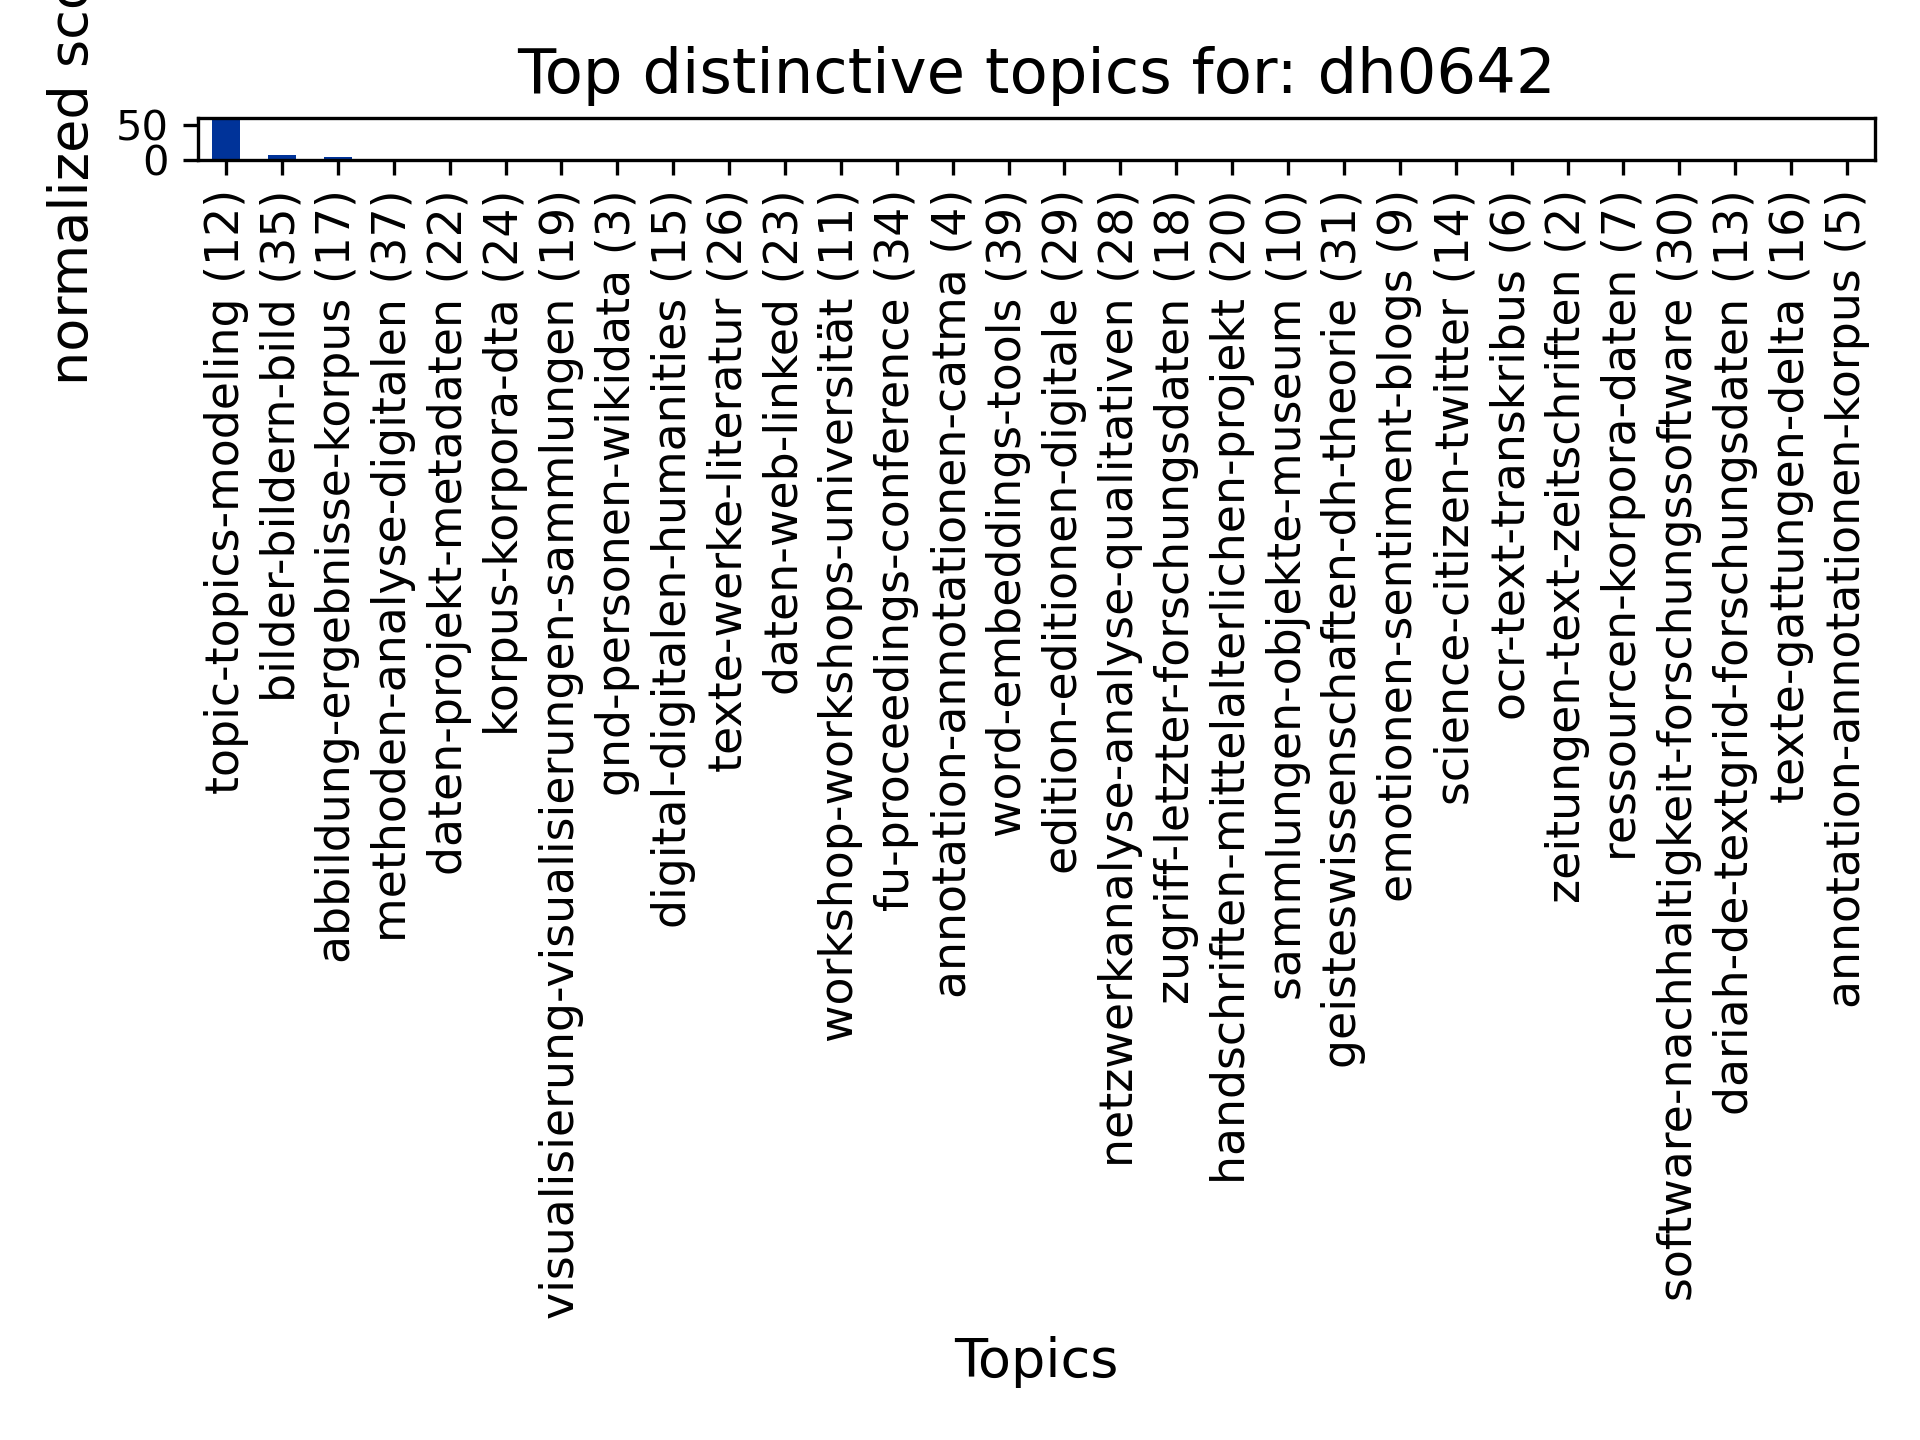 Top distinctive topics for: dh0642
normalized sco
50
0
topic-topics-modeling (12)
bilder-bildern-bild (35)
abbildung-ergebnisse-korpus (17)
methoden-analyse-digitalen (37)
daten-projekt-metadaten (22)
korpus-korpora-dta (24)
visualisierung-visualisierungen-sammlungen (19)
gnd-personen-wikidata (3)
digital-digitalen-humanities (15)
texte-werke-literatur (26)
daten-web-linked (23)
workshop-workshops-universität (11)
fu-proceedings-conference (34)
annotation-annotationen-catma (4)
word-embeddings-tools (39)
edition-editionen-digitale (29)
netzwerkanalyse-analyse-qualitativen (28)
zugriff-letzter-forschungsdaten (18)
handschriften-mittelalterlichen-projekt (20)
sammlungen-objekte-museum (10)
geisteswissenschaften-dh-theorie (31)
emotionen-sentiment-blogs (9)
science-citizen-twitter (14)
ocr-text-transkribus (6)
zeitungen-text-zeitschriften (2)
ressourcen-korpora-daten (7)
software-nachhaltigkeit-forschungssoftware (30)
dariah-de-textgrid-forschungsdaten (13)
texte-gattungen-delta (16)
annotation-annotationen-korpus (5)
Topics